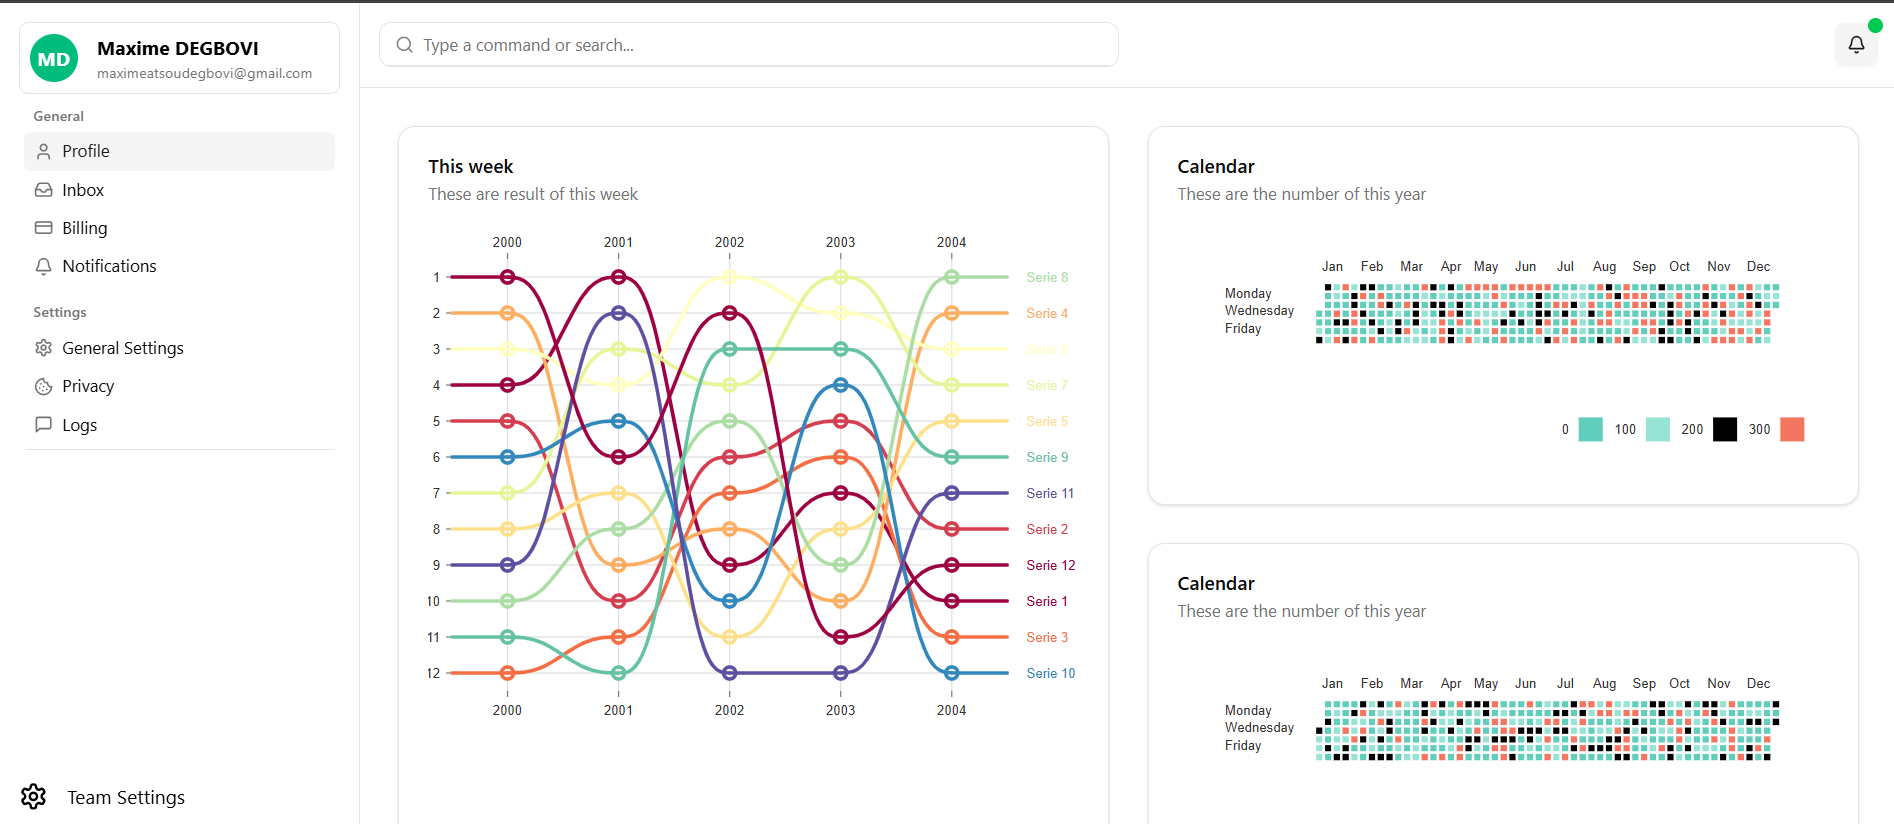 MD
Maxime DEGBOVI
maximeatsoudegbovi@gmail.com
General
Profile
Inbox
Billing
Notifications
Settings
General Settings
Privacy
Logs
Team Settings
Type a command or search...
This week
These are result of this week
2000 2001 2002 2003 2004
1
2
3
4
5
6
7
8
9
10
11
12
Serie 8
Serie 4
Serie 6
Serie 7
Serie 5
Serie 9
Serie 11
Serie 2
Serie 12
Serie 1
Serie 3
Serie 10
2000 2001 2002 2003 2004
Calendar
These are the number of this year
Jan Feb Mar Apr May Jun Jul Aug Sep Oct Nov Dec
Monday
Wednesday
Friday
0 100 200 300
Calendar
These are the number of this year
Jan Feb Mar Apr May Jun Jul Aug Sep Oct Nov Dec
Monday
Wednesday
Friday